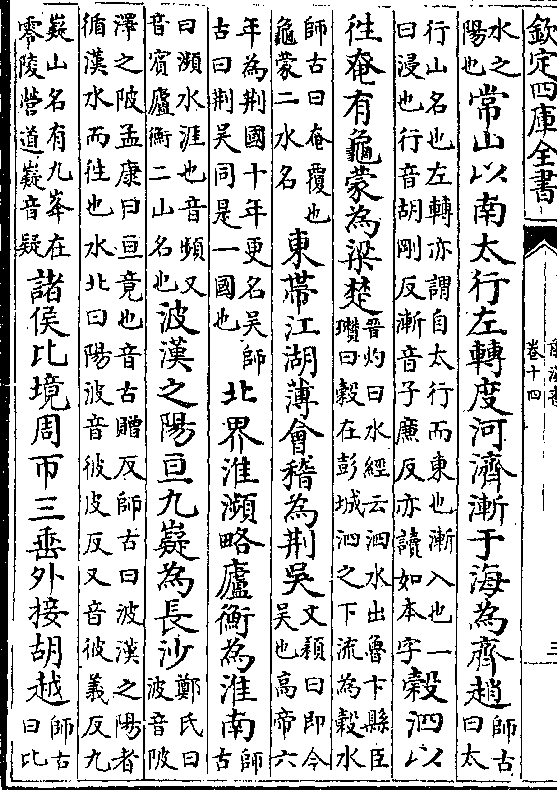 欽定四庫全書
卷十四
三
水之陽也常山以南太行左轉度河濟漸于海為齊趙師古曰太
行山名也左轉亦謂自太行而東也漸入也一曰浸也行音胡剛反漸音子廉反亦讀如本字榖泗以
往奄有龜蒙為梁楚晉灼曰水經云泗水出魯卞縣臣瓚曰榖在彭城泗之下流為榖水
師古曰奄覆也龜蒙二水名東帶江湖薄會稽為荆吳文穎曰即今吳也高帝六
年為荆國十年更名吳師古曰荆吳同是一國也北界淮瀕略廬衡為淮南師古
曰瀕水涯也音頻又音賓廬衡二山名也波漢之陽亘九嶷為長沙鄭氏曰波音陂
澤之陂孟康曰亘竟也音古贈反師古曰波漢之陽者循漢水而往也水北曰陽波音彼皮反又音彼義反九
嶷山名有九峯在零陵營道嶷音疑諸侯比境周帀三垂外接胡越師古曰比